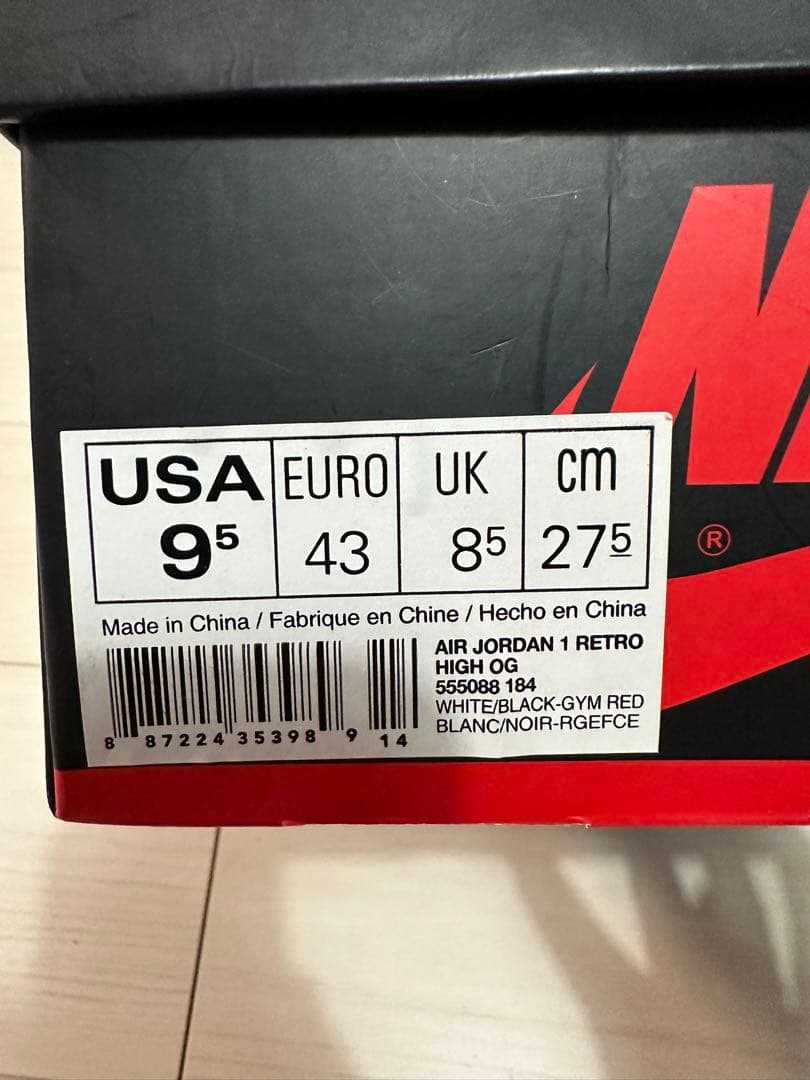 USA EURO UK cm
9⁵ 43 8⁵ 27⁵
Made in China / Fabrique en Chine / Hecho en China
AIR JORDAN 1 RETRO
HIGH OG
555088 184
WHITE/BLACK-GYM RED
BLANC/NOIR-RGEFCE
8 87224 35398 9 14
®